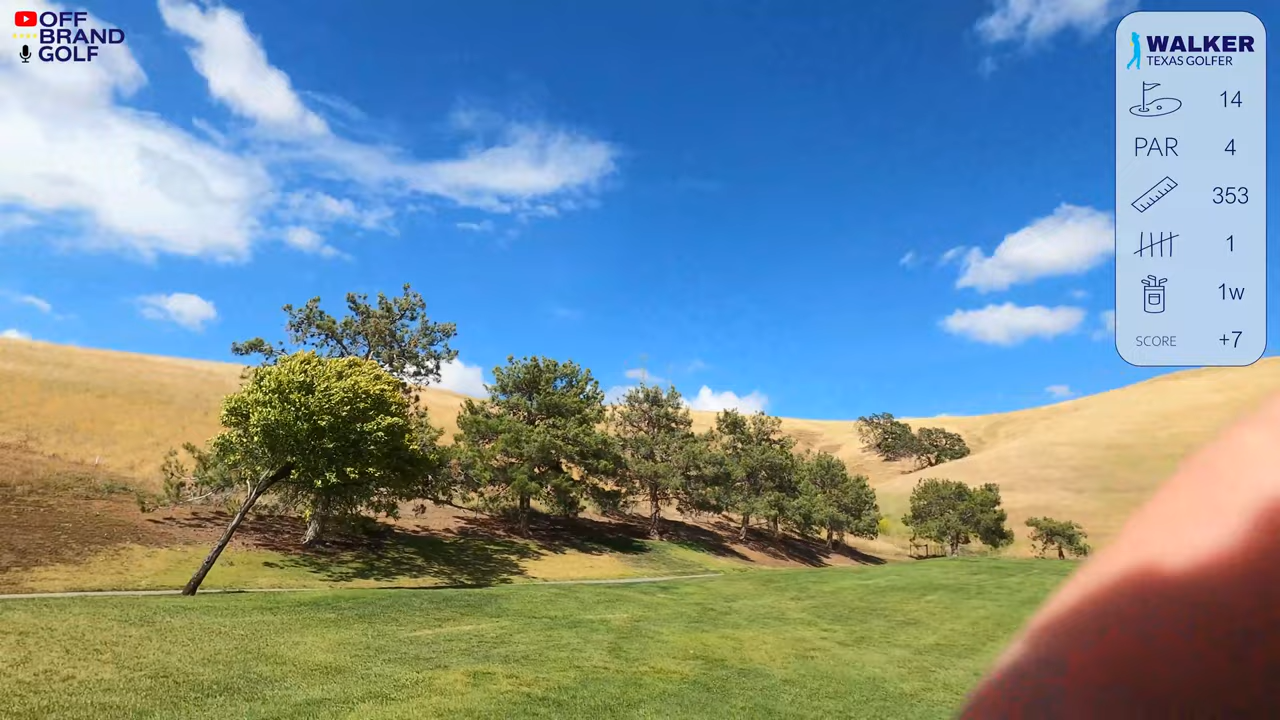 OFF
BRAND
GOLF
WALKER
TEXAS GOLFER
14
PAR 4
353
1
1w
SCORE +7